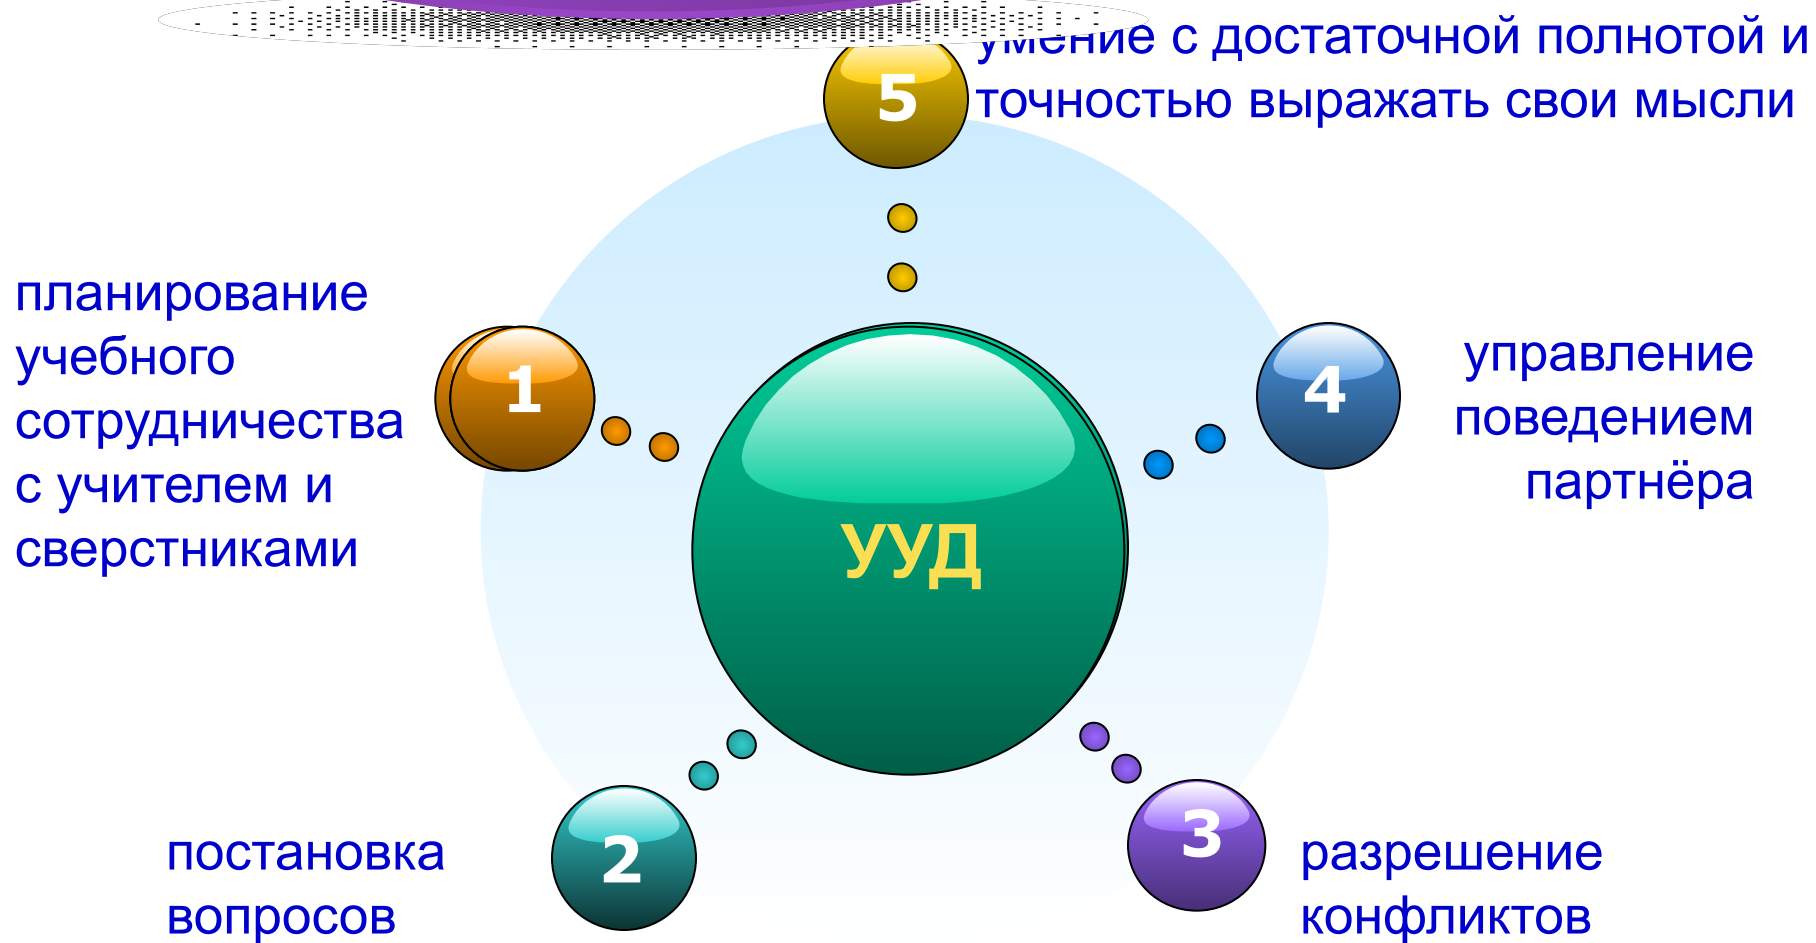 умение с достаточной полнотой и
точностью выражать свои мысли
5
планирование
учебного
сотрудничества
с учителем и
сверстниками
1
4
управление
поведением
партнёра
УУД
2
постановка
вопросов
3
разрешение
конфликтов